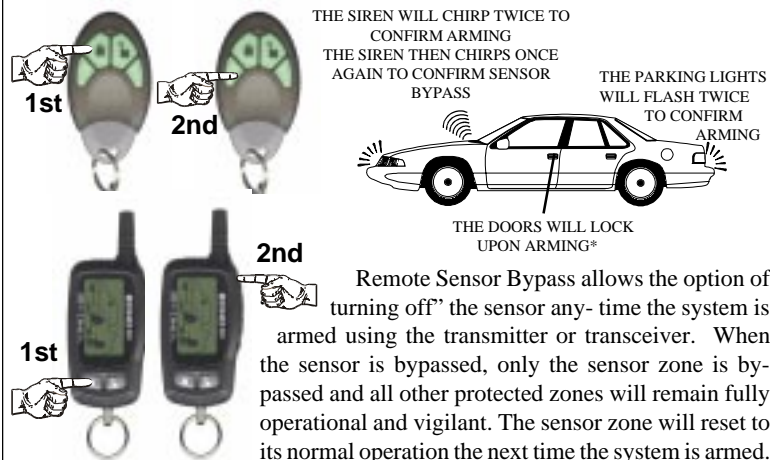 THE SIREN WILL CHIRP TWICE TO
CONFIRM ARMING
THE SIREN THEN CHIRPS ONCE
AGAIN TO CONFIRM SENSOR
BYPASS
THE PARKING LIGHTS
WILL FLASH TWICE
TO CONFIRM
ARMING
1st
2nd
THE DOORS WILL LOCK
UPON ARMING*
2nd
1st
Remote Sensor Bypass allows the option of
turning off” the sensor any- time the system is
armed using the transmitter or transceiver. When
the sensor is bypassed, only the sensor zone is by-
passed and all other protected zones will remain fully
operational and vigilant. The sensor zone will reset to
its normal operation the next time the system is armed.